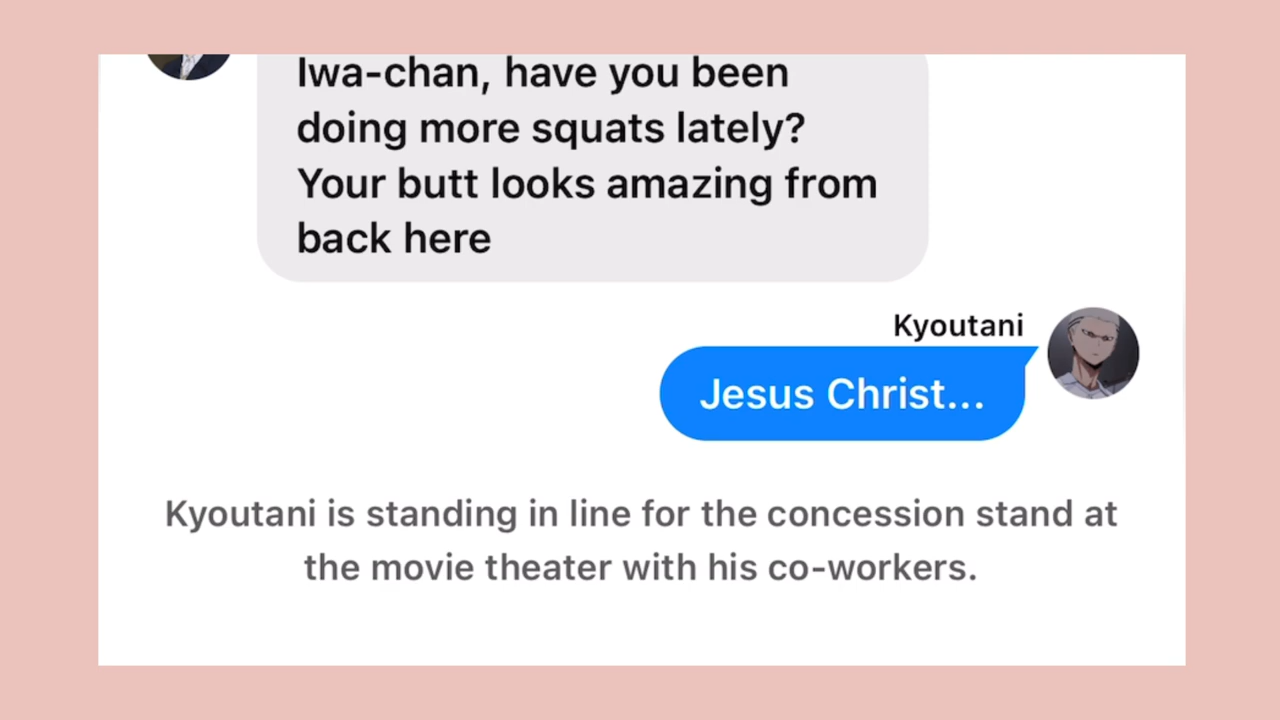 Iwa-chan, have you been
doing more squats lately?
Your butt looks amazing from
back here
Kyoutani
Jesus Christ...
Kyoutani is standing in line for the concession stand at
the movie theater with his co-workers.